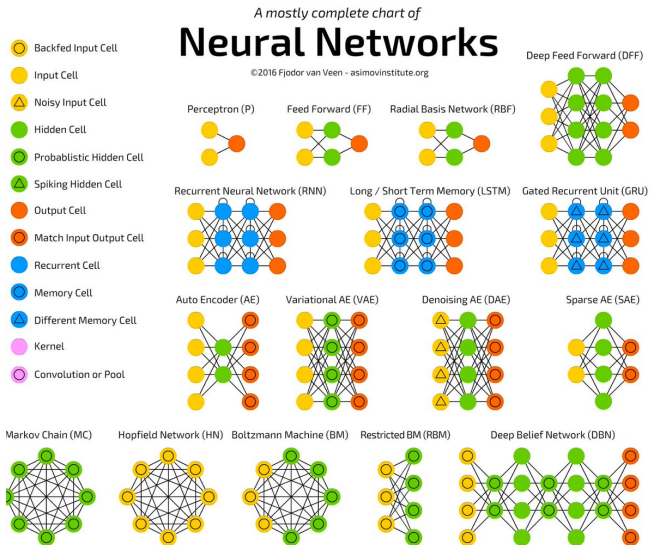 A mostly complete chart of
Neural Networks
©2016 Fjodor van Veen - asimovinstitute.org
Backfed Input Cell
Input Cell
Noisy Input Cell
Hidden Cell
Probablistic Hidden Cell
Spiking Hidden Cell
Output Cell
Match Input Output Cell
Recurrent Cell
Memory Cell
Different Memory Cell
Kernel
Convolution or Pool
Deep Feed Forward (DFF)
Perceptron (P)
Feed Forward (FF)
Radial Basis Network (RBF)
Recurrent Neural Network (RNN)
Long / Short Term Memory (LSTM)
Gated Recurrent Unit (GRU)
Auto Encoder (AE)
Variational AE (VAE)
Denoising AE (DAE)
Sparse AE (SAE)
Markov Chain (MC)
Hopfield Network (HN)
Boltzmann Machine (BM)
Restricted BM (RBM)
Deep Belief Network (DBN)